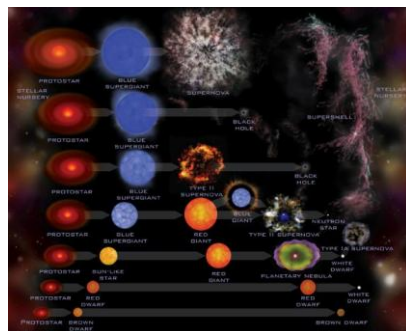 PROTOSTAR
BLUE
SUPERGIANT
SUPERNOVA
STELLAR
NURSERY
STELLAR
NURSERY
SUPERSHELL
PROTOSTAR
BLUE
SUPERGIANT
BLACK
HOLE
PROTOSTAR
BLUE
SUPERGIANT
TYPE II
SUPERNOVA
BLACK
HOLE
BLUE
GIANT
PROTOSTAR
BLUE
SUPERGIANT
RED
GIANT
TYPE II SUPERNOVA
NEUTRON
STAR
TYPE IA SUPERNOVA
PROTOSTAR
SUN-LIKE
STAR
RED
GIANT
PLANETARY NEBULA
WHITE
DWARF
PROTOSTAR
RED
DWARF
RED
DWARF
WHITE
DWARF
PROTOSTAR
BROWN
DWARF
BROWN DWARF